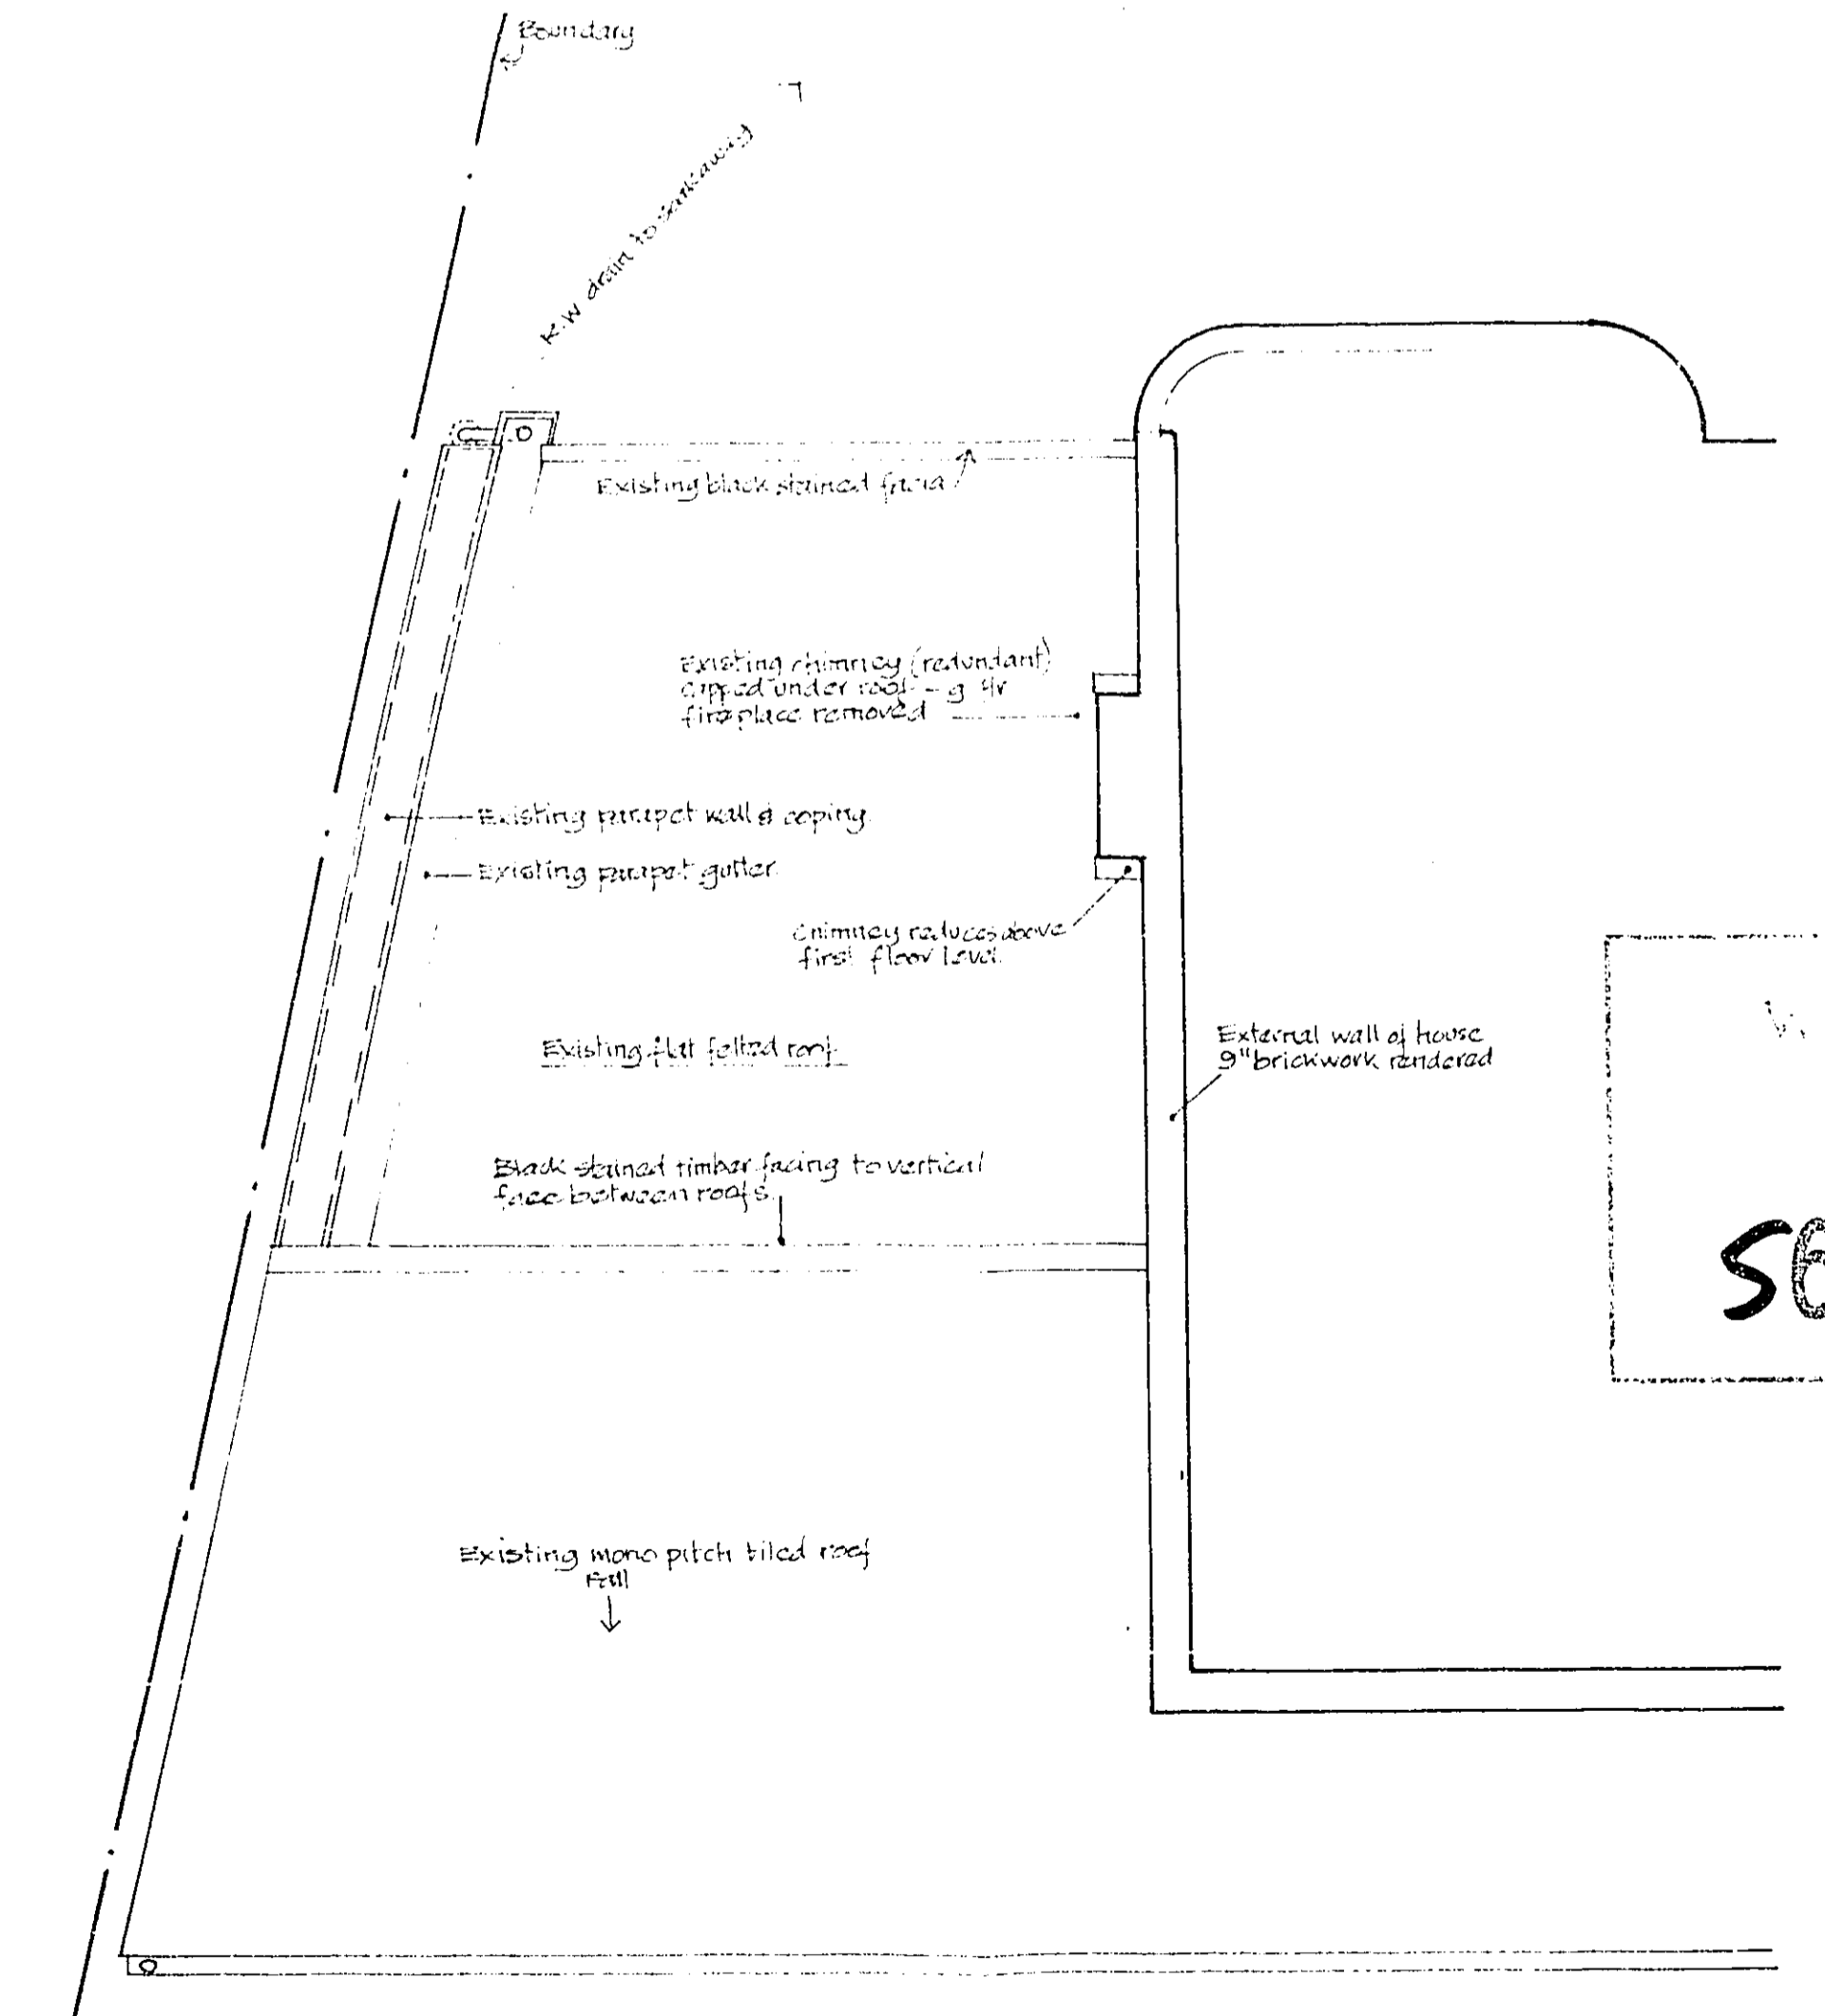 Boundary
R.W drain to soakaway
Existing black stained facia
Existing chimney (redundant)
capped under roof - g flr
fireplace removed
Existing parapet wall & coping.
Existing parapet gutter.
Chimney reduces above
first floor level.
Existing flat felted roof
External wall of house
9" brickwork rendered
Black stained timber facing to vertical
face between roofs.
Existing mono pitch tiled roof
Fall